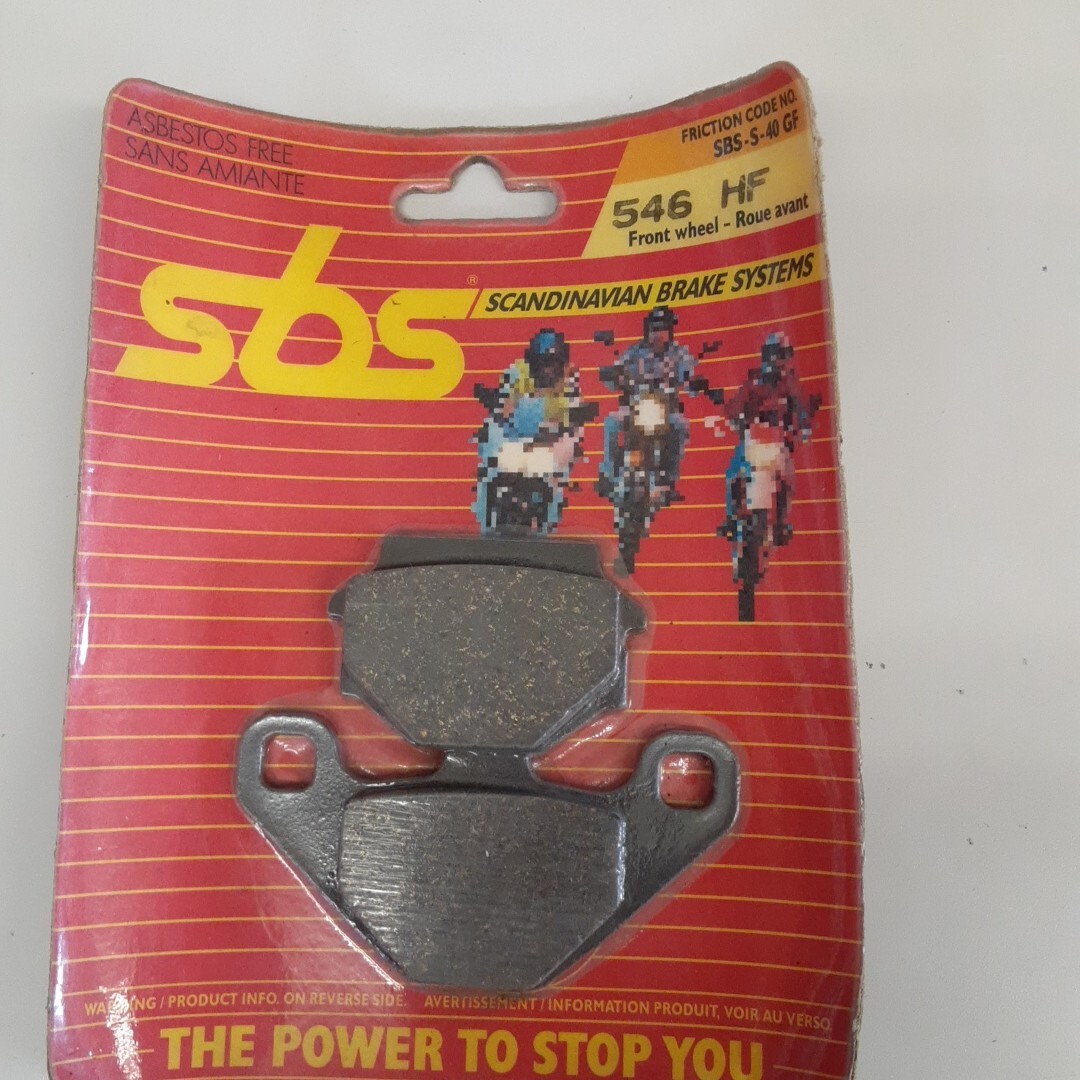 ASBESTOS FREE
SANS AMIANTE
FRICTION CODE NO.
SBS-S-40 GF
546 HF
Front wheel - Roue avant
sbs®
SCANDINAVIAN BRAKE SYSTEMS
WARNING / PRODUCT INFO. ON REVERSE SIDE. AVERTISSEMENT / INFORMATION PRODUIT, VOIR AU VERSO.
THE POWER TO STOP YOU